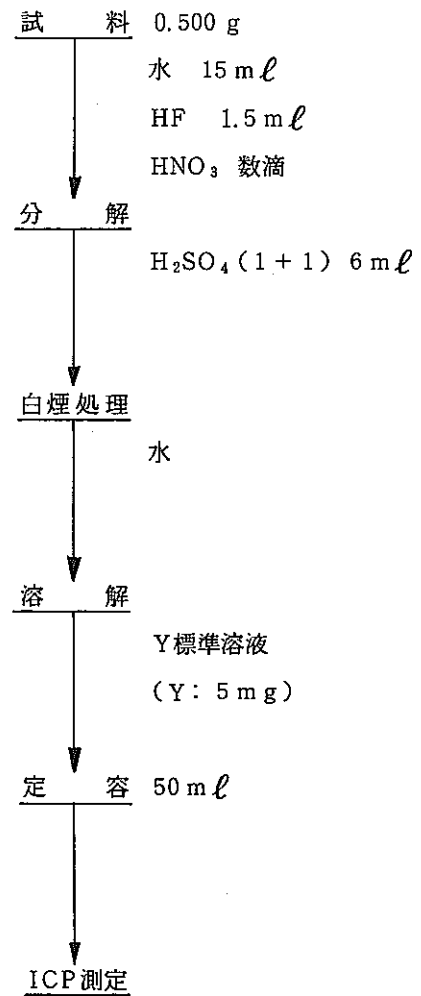 試料 0.500 g
水 15 mℓ
HF 1.5 mℓ
HNO₃ 数滴
分解
H₂SO₄ (1 + 1) 6 mℓ
白煙処理
水
溶解
Y標準溶液
(Y: 5 mg)
定容 50 mℓ
ICP測定